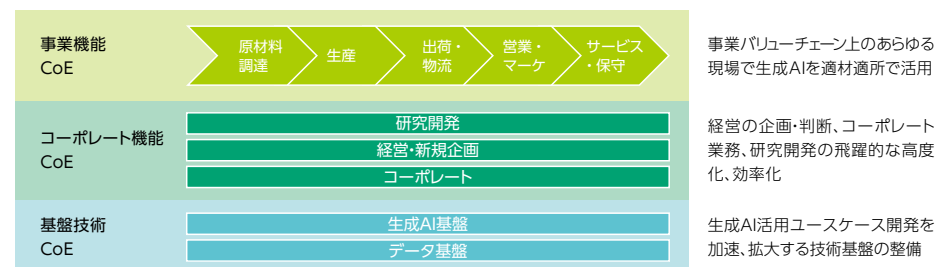 事業機能
CoE
原材料
調達
生産
出荷・
物流
営業・
マーケ
サービス
・保守
事業バリューチェーン上のあらゆる
現場で生成AIを適材適所で活用
コーポレート機能
CoE
研究開発
経営・新規企画
コーポレート
経営の企画・判断、コーポレート
業務、研究開発の飛躍的な高度
化、効率化
基盤技術
CoE
生成AI基盤
データ基盤
生成AI活用ユースケース開発を
加速、拡大する技術基盤の整備